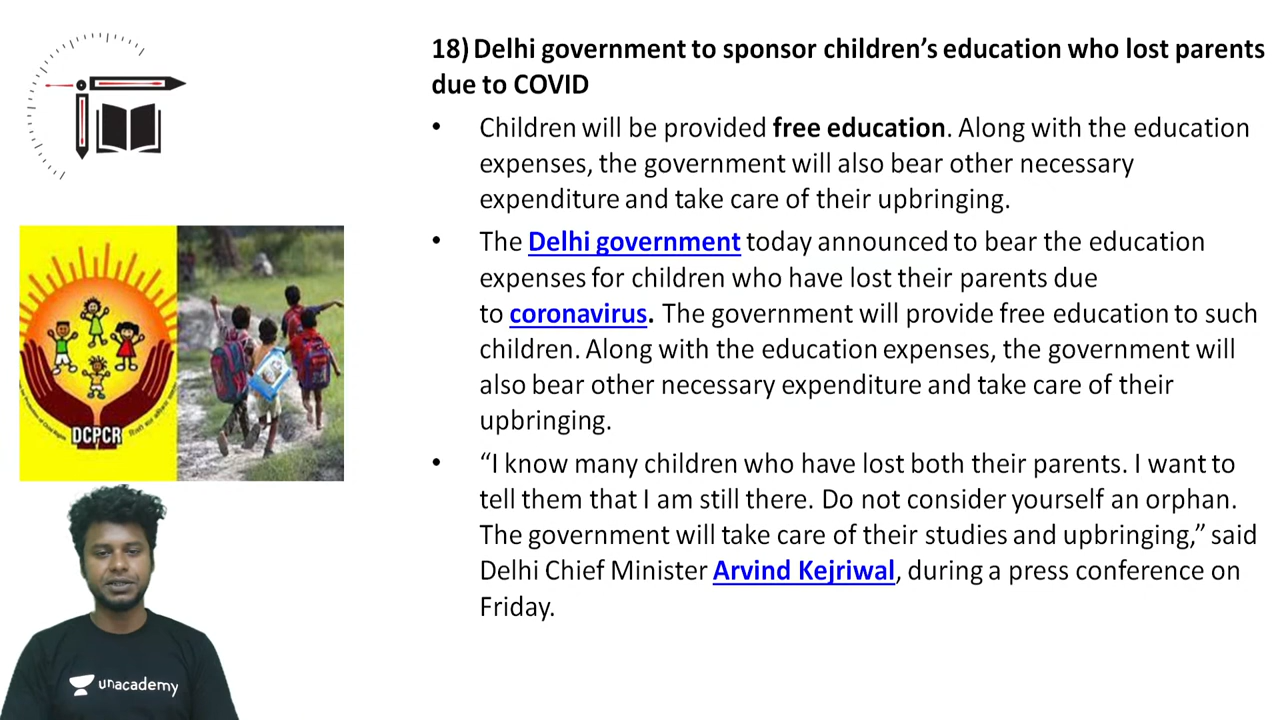 18) Delhi government to sponsor children’s education who lost parents
due to COVID
• Children will be provided free education. Along with the education
expenses, the government will also bear other necessary
expenditure and take care of their upbringing.
• The Delhi government today announced to bear the education
expenses for children who have lost their parents due
to coronavirus. The government will provide free education to such
children. Along with the education expenses, the government will
also bear other necessary expenditure and take care of their
upbringing.
• “I know many children who have lost both their parents. I want to
tell them that I am still there. Do not consider yourself an orphan.
The government will take care of their studies and upbringing,” said
Delhi Chief Minister Arvind Kejriwal, during a press conference on
Friday.
DCPCR
unacademy